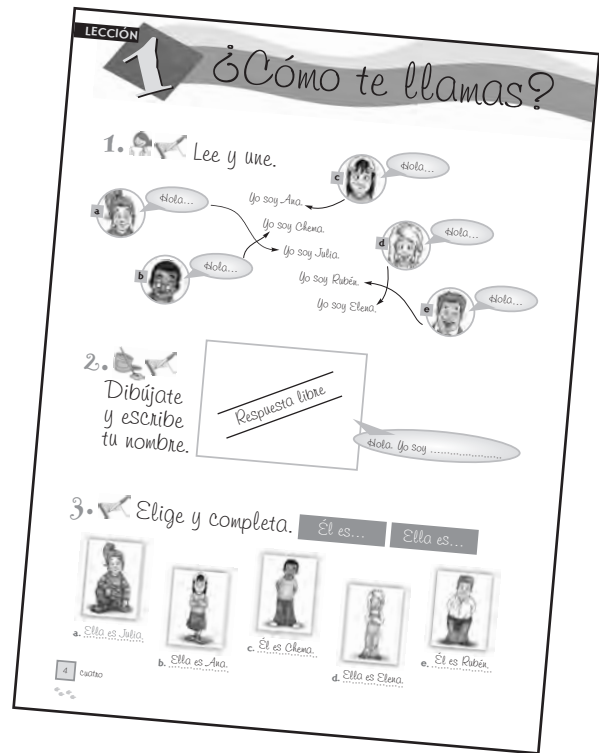 LECCIÓN
1
¿Cómo te llamas?
1. Lee y une.
c
Hola...
a
Hola...
Yo soy Ana.
Yo soy Chema.
d
Hola...
Yo soy Julia.
b
Hola...
Yo soy Rubén.
Yo soy Elena.
e
Hola...
2.
Dibújate
y escribe
tu nombre.
Respuesta libre
Hola. Yo soy ......................
3. Elige y completa.
Él es...
Ella es...
a. Ella es Julia.
b. Ella es Ana.
c. Él es Chema.
d. Ella es Elena.
e. Él es Rubén.
4 cuatro